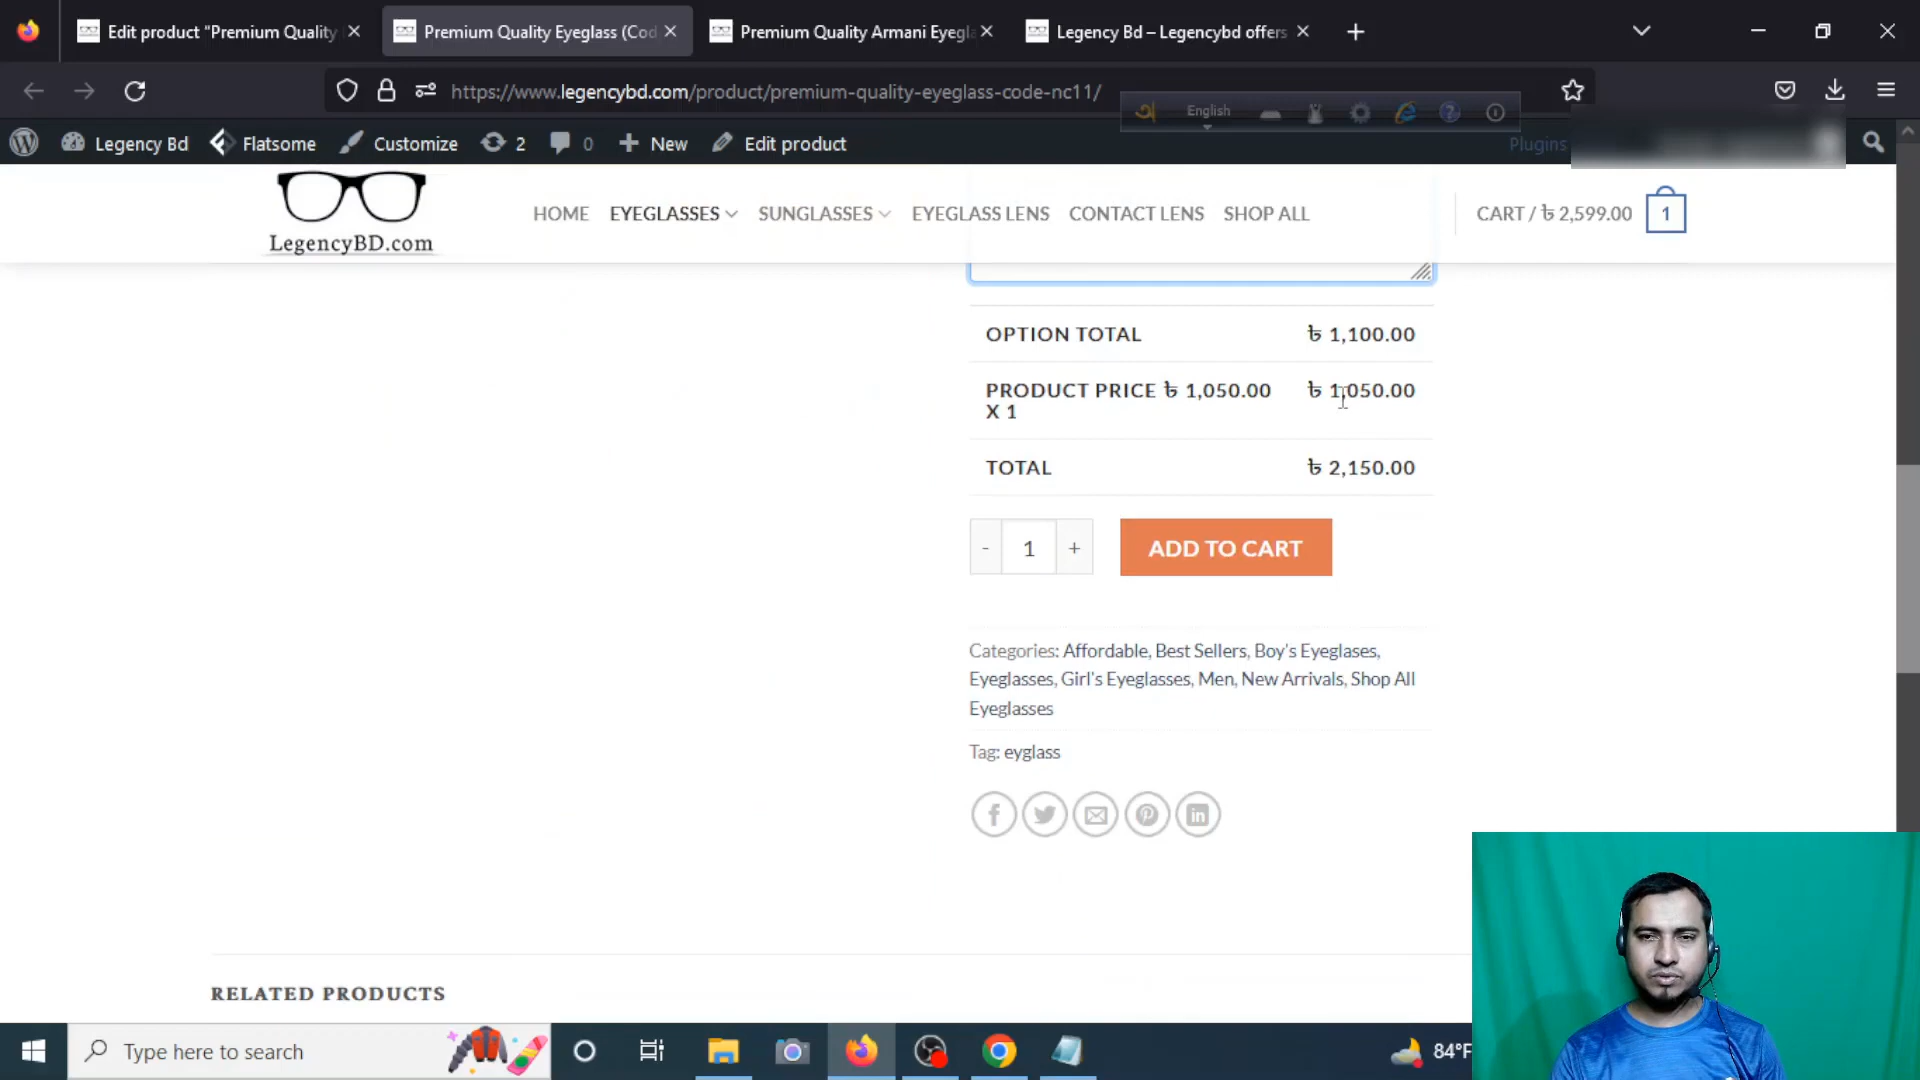 Edit product "Premium Quality
Premium Quality Eyeglass (Cod
Premium Quality Armani Eyegla
Legency Bd – Legencybd offers
https://www.legencybd.com/product/premium-quality-eyeglass-code-nc11/
English
Legency Bd
Flatsome
Customize
2
0
New
Edit product
Plugins
LegencyBD.com
HOME
EYEGLASSES
SUNGLASSES
EYEGLASS LENS
CONTACT LENS
SHOP ALL
CART / ৳ 2,599.00
1
OPTION TOTAL ৳ 1,100.00
PRODUCT PRICE ৳ 1,050.00 ৳ 1,050.00
X 1
TOTAL ৳ 2,150.00
- 1 +
ADD TO CART
Categories: Affordable, Best Sellers, Boy's Eyeglases,
Eyeglasses, Girl's Eyeglasses, Men, New Arrivals, Shop All
Eyeglasses
Tag: eyglass
RELATED PRODUCTS
Type here to search
84°F